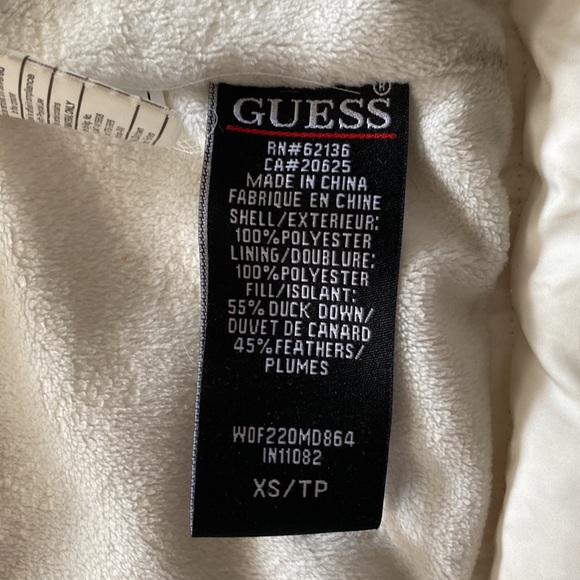 GUESS®
RN#62136
CA#20625
MADE IN CHINA
FABRIQUE EN CHINE
SHELL/EXTERIEUR:
100%POLYESTER
LINING/DOUBLURE:
100%POLYESTER
FILL/ISOLANT:
55%DUCK DOWN/
DUVET DE CANARD
45%FEATHERS/
PLUMES
W0F220MD864
IN11082
XS/TP